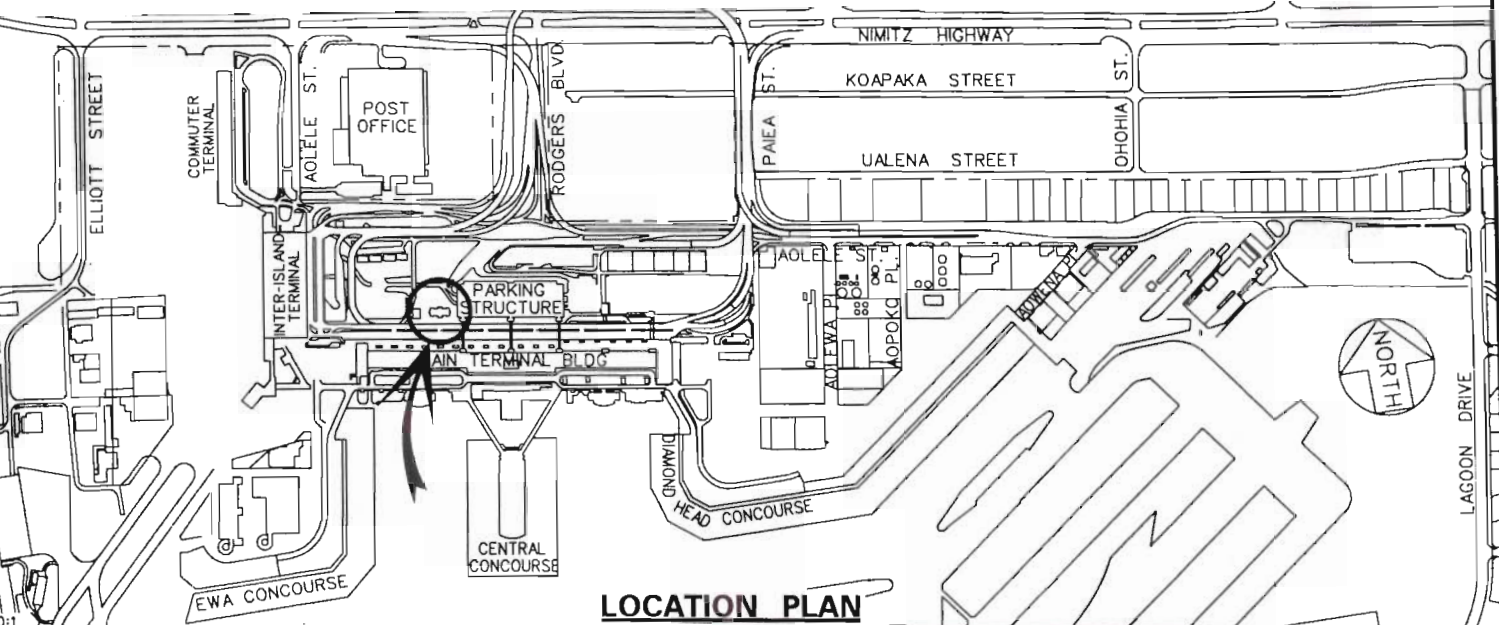 NIMITZ HIGHWAY
ELLIOTT STREET
COMMUTER
TERMINAL
AOLELE ST.
POST
OFFICE
RODGERS BLVD.
PAIEA ST.
KOAPAKA STREET
OHOHIA ST.
UALENA STREET
INTER-ISLAND
TERMINAL
PARKING
STRUCTURE
AOLELE ST.
AOIEWA PL.
AOPOKO PL.
AOWENA PL.
AIN TERMINAL BLDG
NORTH
LAGOON DRIVE
DIAMOND
HEAD CONCOURSE
CENTRAL
CONCOURSE
EWA CONCOURSE
LOCATION PLAN